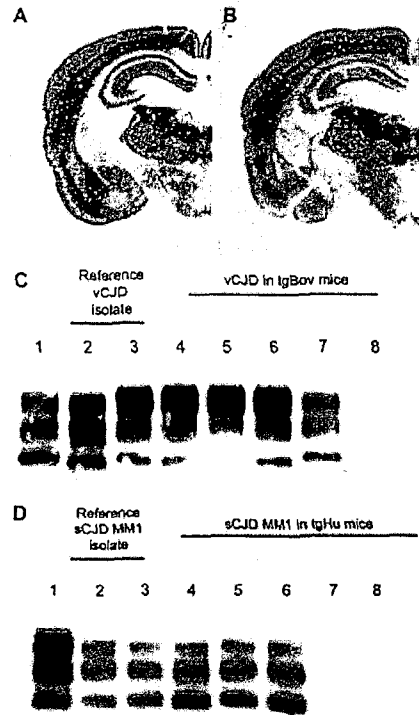 A B
C
Reference vCJD in tgBov mice
vCJD
isolate
1 2 3 4 5 6 7 8
D
Reference sCJD MM1 in tgHu mice
sCJD MM1
isolate
1 2 3 4 5 6 7 8